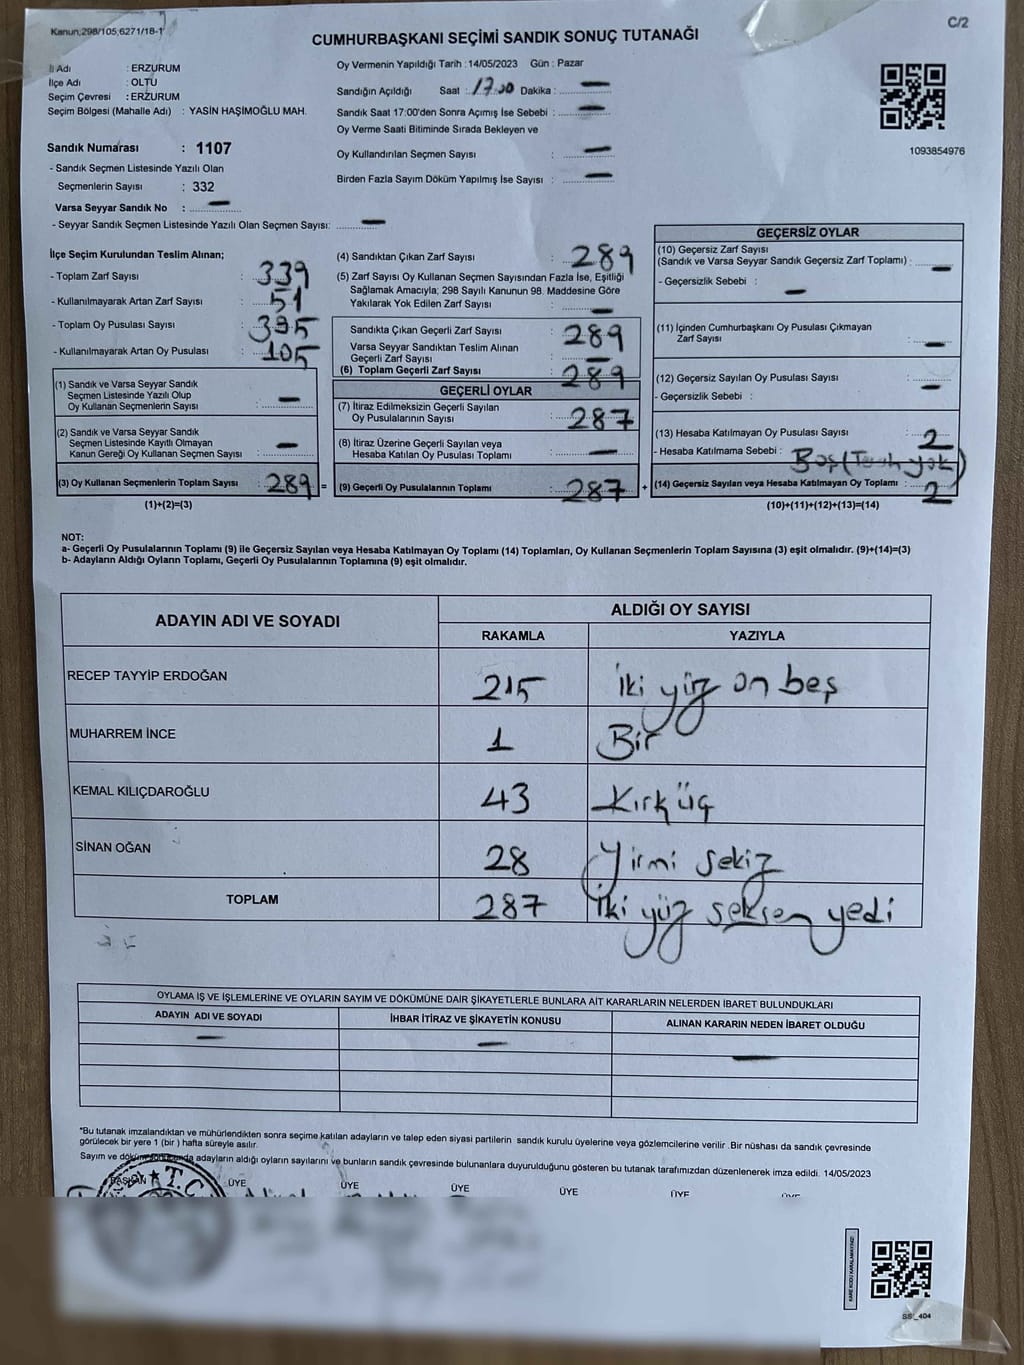 Kanun;298/105;6271/18-1
C/2
CUMHURBAŞKANI SEÇİMİ SANDIK SONUÇ TUTANAĞI
İl Adı : ERZURUM
İlçe Adı : OLTU
Seçim Çevresi : ERZURUM
Seçim Bölgesi (Mahalle Adı) : YASİN HAŞİMOĞLU MAH.
Sandık Numarası : 1107
- Sandık Seçmen Listesinde Yazılı Olan
Seçmenlerin Sayısı : 332
Varsa Seyyar Sandık No : —
- Seyyar Sandık Seçmen Listesinde Yazılı Olan Seçmen Sayısı: —
Oy Vermenin Yapıldığı Tarih : 14/05/2023 Gün : Pazar
Sandığın Açıldığı Saat : 17.00 Dakika : —
Sandık Saat 17:00'den Sonra Açımış İse Sebebi : —
Oy Verme Saati Bitiminde Sırada Bekleyen ve
Oy Kullandırılan Seçmen Sayısı : —
Birden Fazla Sayım Döküm Yapılmış İse Sayısı : —
1093854976
İlçe Seçim Kurulundan Teslim Alınan;
- Toplam Zarf Sayısı : 339
- Kullanılmayarak Artan Zarf Sayısı : 51
- Toplam Oy Pusulası Sayısı : 395
- Kullanılmayarak Artan Oy Pusulası : 105
(1) Sandık ve Varsa Seyyar Sandık
Seçmen Listesinde Yazılı Olup
Oy Kullanan Seçmenlerin Sayısı : —
(2) Sandık ve Varsa Seyyar Sandık
Seçmen Listesinde Kayıtlı Olmayan
Kanun Gereği Oy Kullanan Seçmen Sayısı : —
(3) Oy Kullanan Seçmenlerin Toplam Sayısı : 289 =
(1)+(2)=(3)
(4) Sandıktan Çıkan Zarf Sayısı : 289
(5) Zarf Sayısı Oy Kullanan Seçmen Sayısından Fazla İse, Eşitliği
Sağlamak Amacıyla; 298 Sayılı Kanunun 98. Maddesine Göre
Yakılarak Yok Edilen Zarf Sayısı : —
Sandıkta Çıkan Geçerli Zarf Sayısı : 289
Varsa Seyyar Sandıktan Teslim Alınan
Geçerli Zarf Sayısı : —
(6) Toplam Geçerli Zarf Sayısı : 289
GEÇERLİ OYLAR
(7) İtiraz Edilmeksizin Geçerli Sayılan
Oy Pusulalarının Sayısı : 287
(8) İtiraz Üzerine Geçerli Sayılan veya
Hesaba Katılan Oy Pusulası Toplamı : —
(9) Geçerli Oy Pusulalarının Toplamı : 287 +
GEÇERSİZ OYLAR
(10) Geçersiz Zarf Sayısı
(Sandık ve Varsa Seyyar Sandık Geçersiz Zarf Toplamı) : —
- Geçersizlik Sebebi : —
(11) İçinden Cumhurbaşkanı Oy Pusulası Çıkmayan
Zarf Sayısı : —
(12) Geçersiz Sayılan Oy Pusulası Sayısı : —
- Geçersizlik Sebebi :
(13) Hesaba Katılmayan Oy Pusulası Sayısı : 2
- Hesaba Katılmama Sebebi : Boş (Tercih yok)
(14) Geçersiz Sayılan veya Hesaba Katılmayan Oy Toplamı : 2
(10)+(11)+(12)+(13)=(14)
NOT:
a- Geçerli Oy Pusulalarının Toplamı (9) ile Geçersiz Sayılan veya Hesaba Katılmayan Oy Toplamı (14) Toplamları, Oy Kullanan Seçmenlerin Toplam Sayısına (3) eşit olmalıdır. (9)+(14)=(3)
b- Adayların Aldığı Oyların Toplamı, Geçerli Oy Pusulalarının Toplamına (9) eşit olmalıdır.
ADAYIN ADI VE SOYADI ALDIĞI OY SAYISI
RAKAMLA YAZIYLA
RECEP TAYYİP ERDOĞAN 215 İki yüz on beş
MUHARREM İNCE 1 Bir
KEMAL KILIÇDAROĞLU 43 Kırk üç
SİNAN OĞAN 28 Yirmi sekiz
TOPLAM 287 İki yüz seksen yedi
OYLAMA İŞ VE İŞLEMLERİNE VE OYLARIN SAYIM VE DÖKÜMÜNE DAİR ŞİKAYETLERLE BUNLARA AİT KARARLARIN NELERDEN İBARET BULUNDUKLARI
ADAYIN ADI VE SOYADI İHBAR İTİRAZ VE ŞİKAYETİN KONUSU ALINAN KARARIN NEDEN İBARET OLDUĞU
— — —
*Bu tutanak imzalandıktan ve mühürlendikten sonra seçime katılan adayların ve talep eden siyasi partilerin sandık kurulu üyelerine veya gözlemcilerine verilir .Bir nüshası da sandık çevresinde
görülecek bir yere 1 (bir ) hafta süreyle asılır.
Sayım ve döküm sonucunda adayların aldığı oyların sayılarını ve bunların sandık çevresinde bulunanlara duyurulduğunu gösteren bu tutanak tarafımızdan düzenlenerek imza edildi. 14/05/2023
BAŞKAN ÜYE ÜYE ÜYE ÜYE ÜYE ÜYE
T.C.
KARE KODU KARALAMAYINIZ!